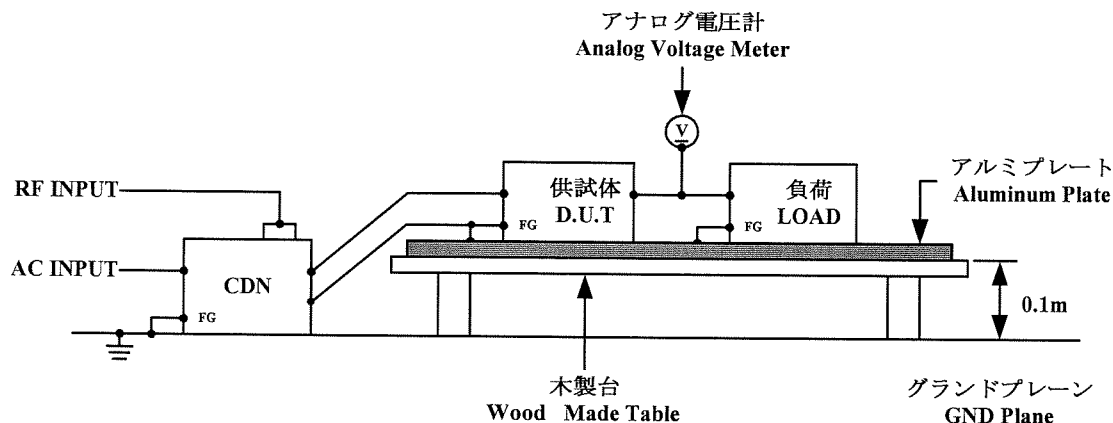 アナログ電圧計
Analog Voltage Meter
V
RF INPUT
供試体
D.U.T
FG
負荷
LOAD
FG
アルミプレート
Aluminum Plate
AC INPUT
CDN
FG
0.1m
木製台
Wood Made Table
グランドプレーン
GND Plane